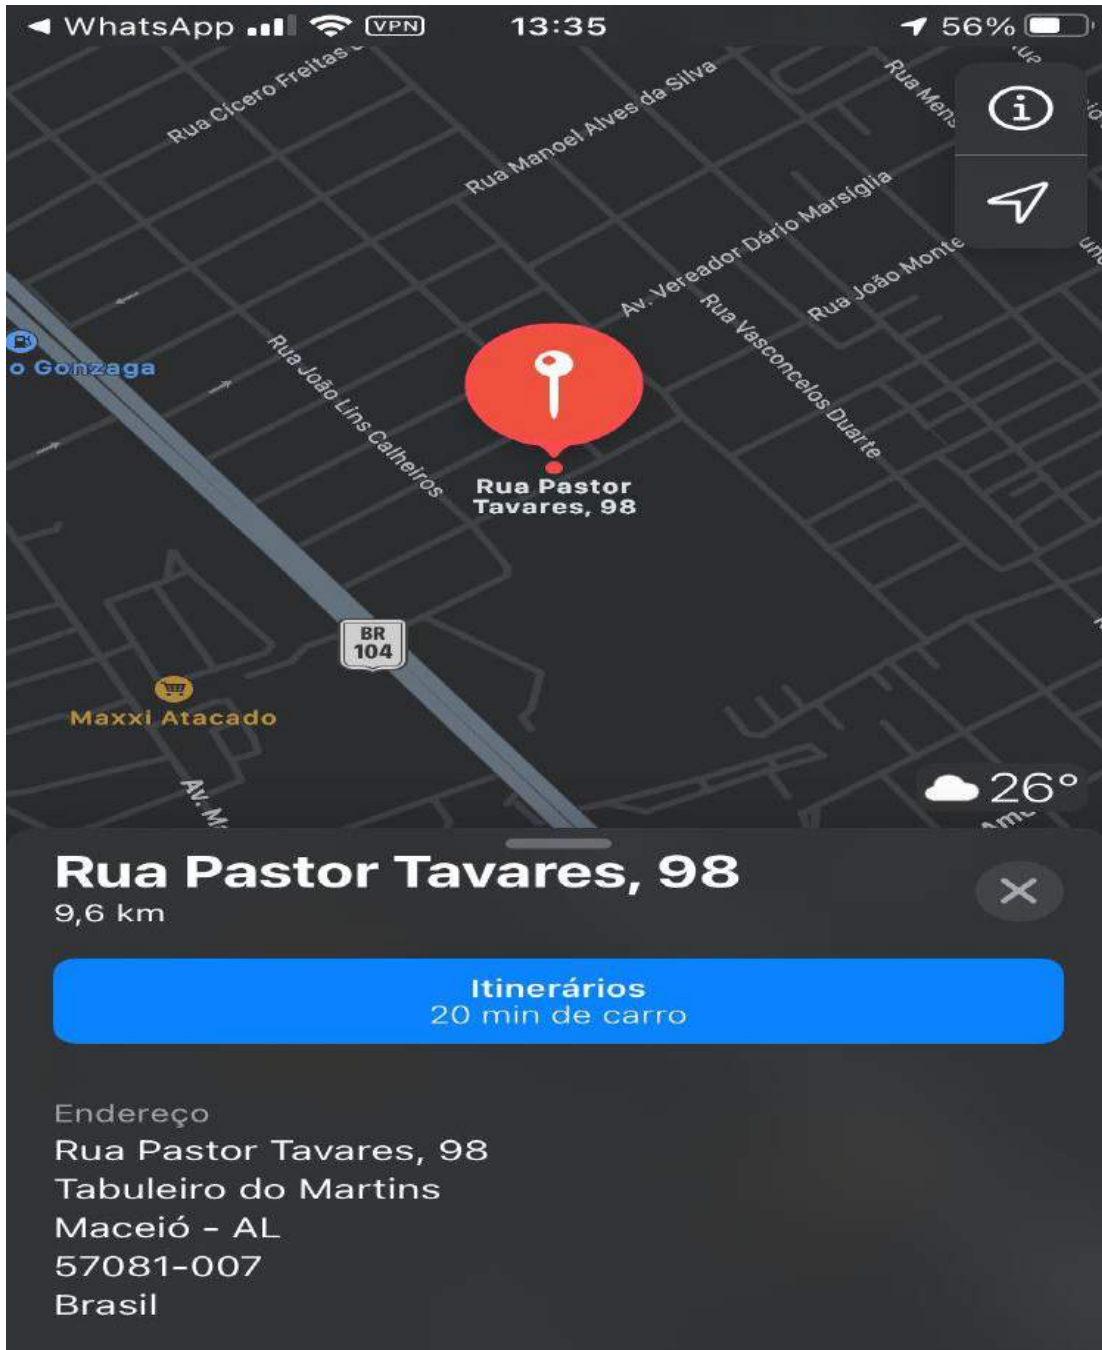 WhatsApp VPN 13:35 56%
Rua Cícero Freitas
Rua Manoel Alves da Silva
Rua Mens
Av. Vereador Dário Marsíglia
Rua João Monte
Rua Vasconcelos Duarte
o Gonzaga
Rua João Lins Calheiros
Rua Pastor
Tavares, 98
BR
104
Maxxi Atacado
Av. M
26°
Rua Pastor Tavares, 98
9,6 km
Itinerários
20 min de carro
Endereço
Rua Pastor Tavares, 98
Tabuleiro do Martins
Maceió - AL
57081-007
Brasil